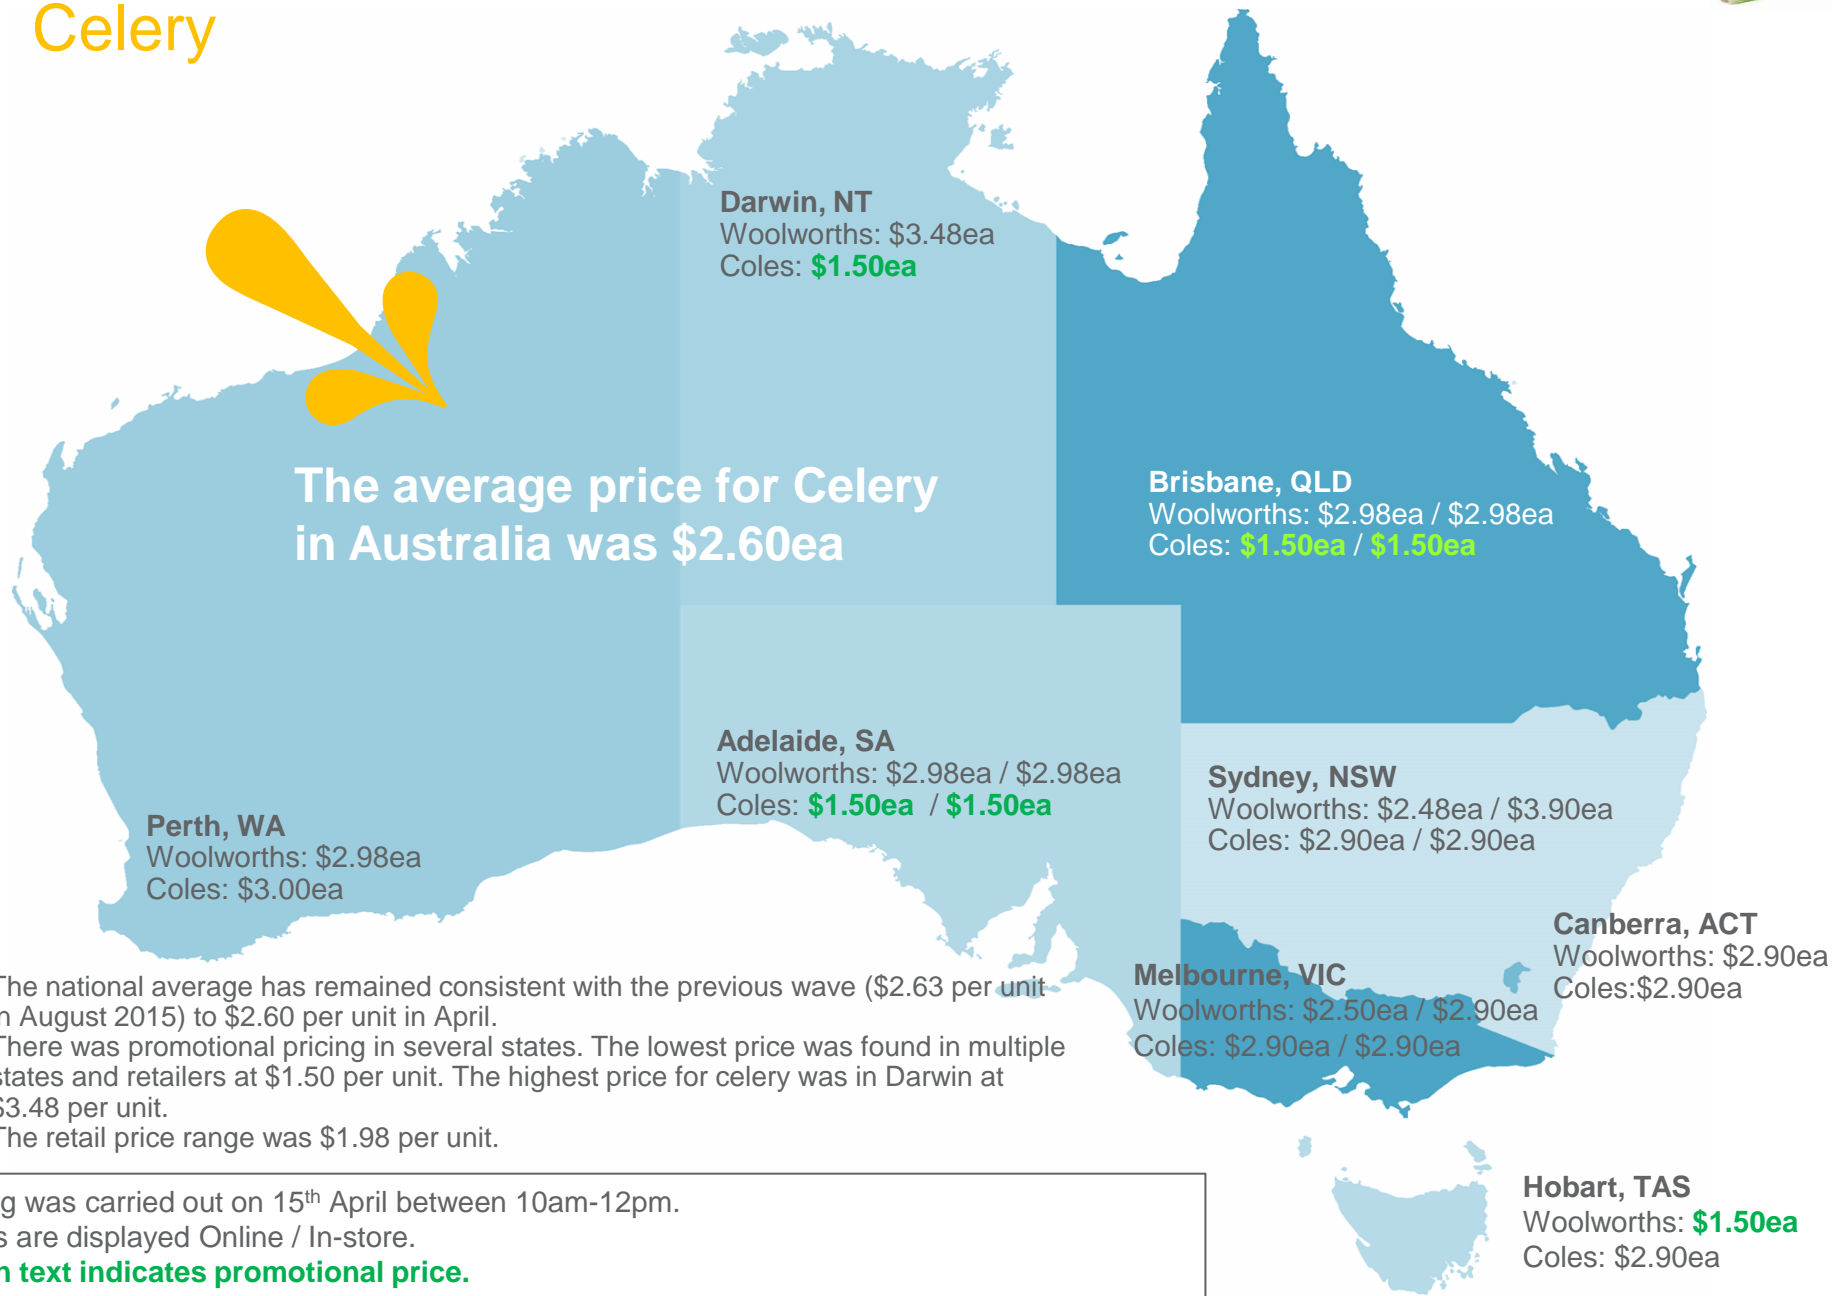 Celery
Darwin, NT
Woolworths: $3.48ea
Coles: $1.50ea
The average price for Celery
in Australia was $2.60ea
Brisbane, QLD
Woolworths: $2.98ea / $2.98ea
Coles: $1.50ea / $1.50ea
Adelaide, SA
Woolworths: $2.98ea / $2.98ea
Coles: $1.50ea / $1.50ea
Sydney, NSW
Woolworths: $2.48ea / $3.90ea
Coles: $2.90ea / $2.90ea
Perth, WA
Woolworths: $2.98ea
Coles: $3.00ea
Canberra, ACT
Woolworths: $2.90ea
Coles:$2.90ea
Melbourne, VIC
Woolworths: $2.50ea / $2.90ea
Coles: $2.90ea / $2.90ea
The national average has remained consistent with the previous wave ($2.63 per unit
n August 2015) to $2.60 per unit in April.
There was promotional pricing in several states. The lowest price was found in multiple
states and retailers at $1.50 per unit. The highest price for celery was in Darwin at
$3.48 per unit.
The retail price range was $1.98 per unit.
Hobart, TAS
Woolworths: $1.50ea
Coles: $2.90ea
g was carried out on 15th April between 10am-12pm.
s are displayed Online / In-store.
n text indicates promotional price.